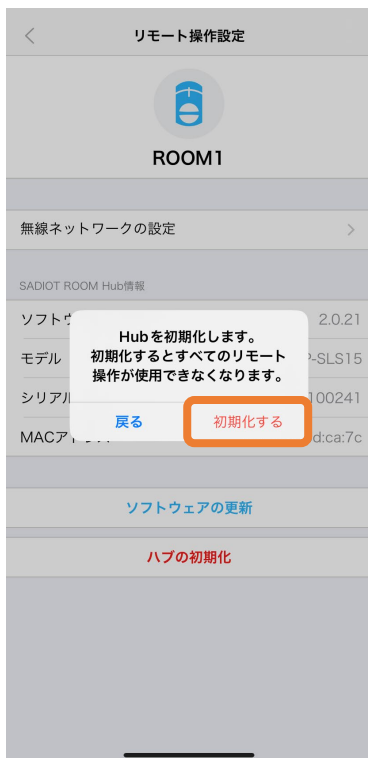 リモート操作設定
ROOM1
無線ネットワークの設定
SADIOT ROOM Hub情報
ソフトウ
2.0.21
Hubを初期化します。
初期化するとすべてのリモート
操作が使用できなくなります。
モデル
P-SLS15
シリアル
100241
戻る
初期化する
MACア
d:ca:7c
ソフトウェアの更新
ハブの初期化